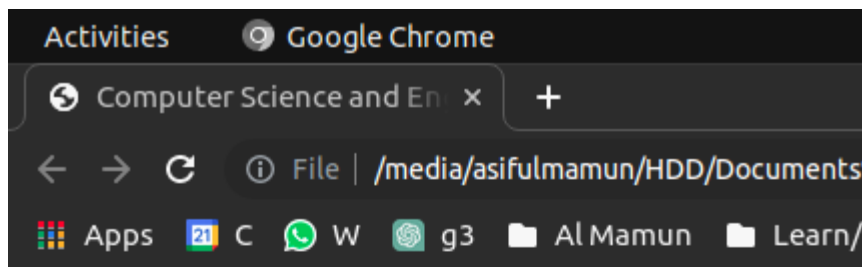 Activities Google Chrome
Computer Science and En
File | /media/asifulmamun/HDD/Documents
Apps 21 C W g3 Al Mamun Learn/